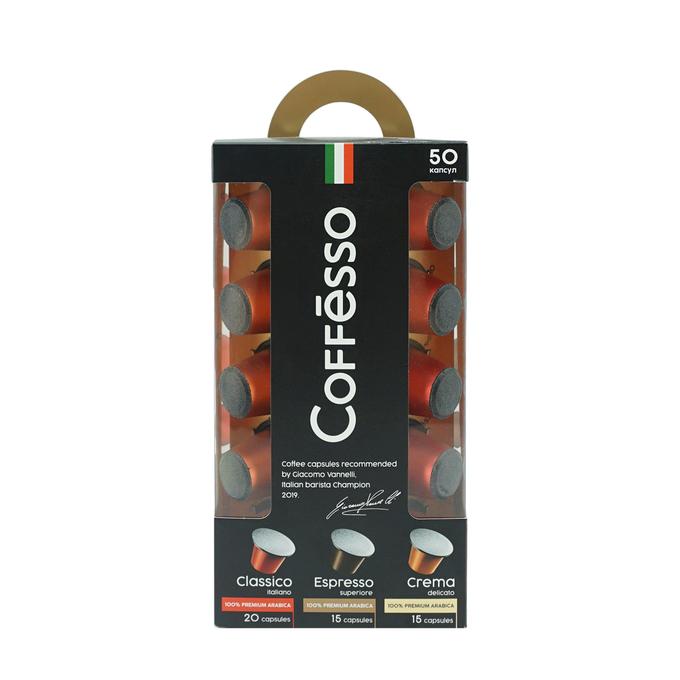 50
капсул
Coffēsso
Coffee capsules recommended
by Giacomo Vannelli,
Italian barista Champion
2019.
Classico
italiano
100% PREMIUM ARABICA
20 capsules
Espresso
superiore
100% PREMIUM ARABICA
15 capsules
Crema
delicato
100% PREMIUM ARABICA
15 capsules